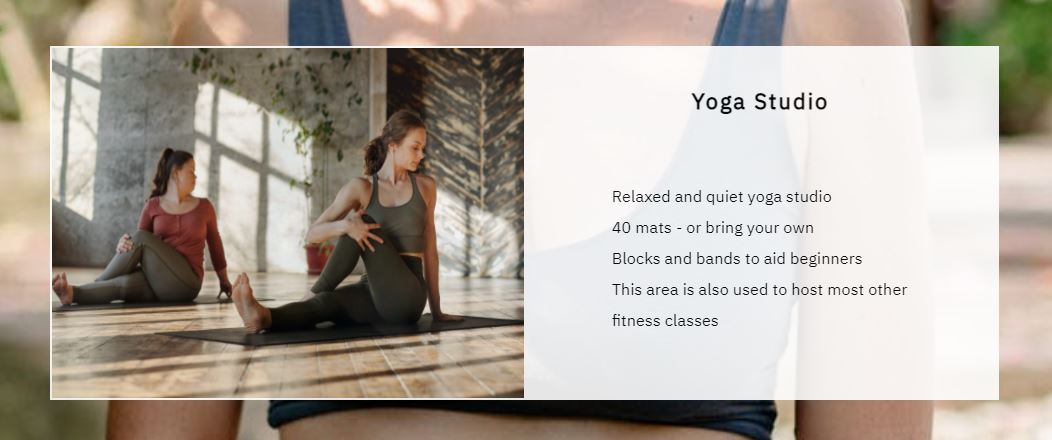 Yoga Studio
Relaxed and quiet yoga studio
40 mats - or bring your own
Blocks and bands to aid beginners
This area is also used to host most other
fitness classes